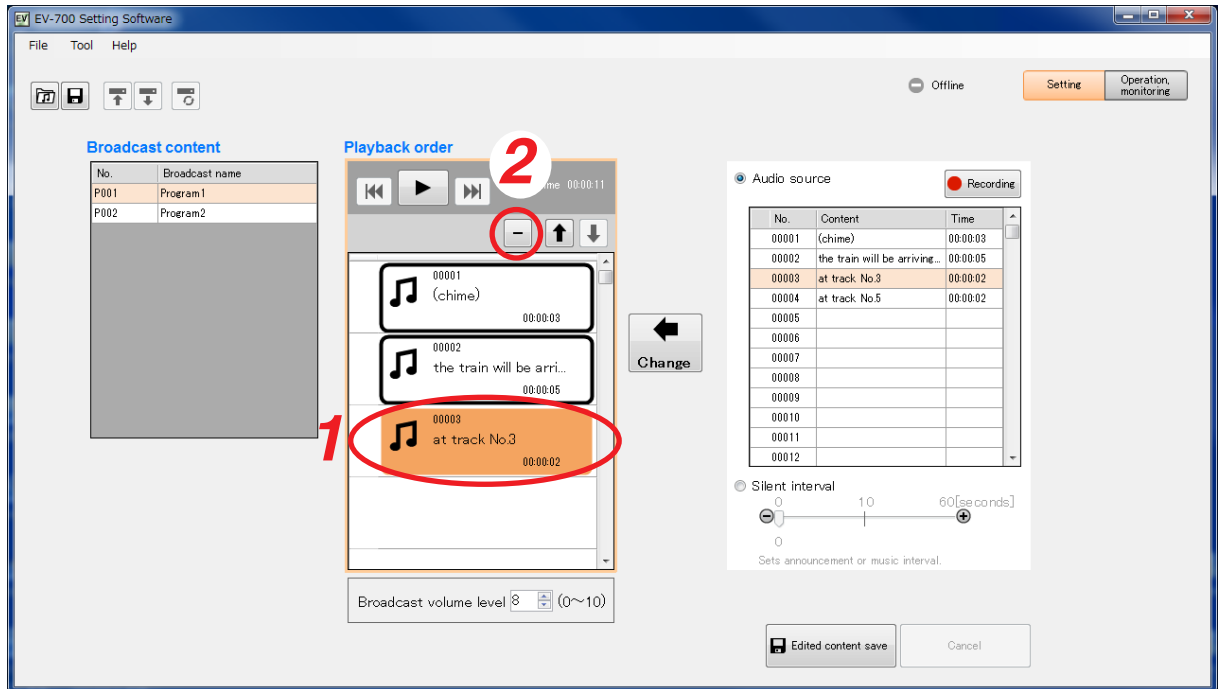 EV-700 Setting Software
File Tool Help
Offline
Setting
Operation,
monitoring
Broadcast content
No. Broadcast name
P001 Program1
P002 Program2
Playback order
2
00:00:11
00001
(chime)
00:00:03
00002
the train will be arri...
00:00:05
1
00003
at track No.3
00:00:02
Broadcast volume level 8 (0～10)
Change
Audio source
Recording
No. Content Time
00001 (chime) 00:00:03
00002 the train will be arriving... 00:00:05
00003 at track No.3 00:00:02
00004 at track No.5 00:00:02
00005
00006
00007
00008
00009
00010
00011
00012
Silent interval
0 10 60[seconds]
0
Sets announcement or music interval.
Edited content save
Cancel